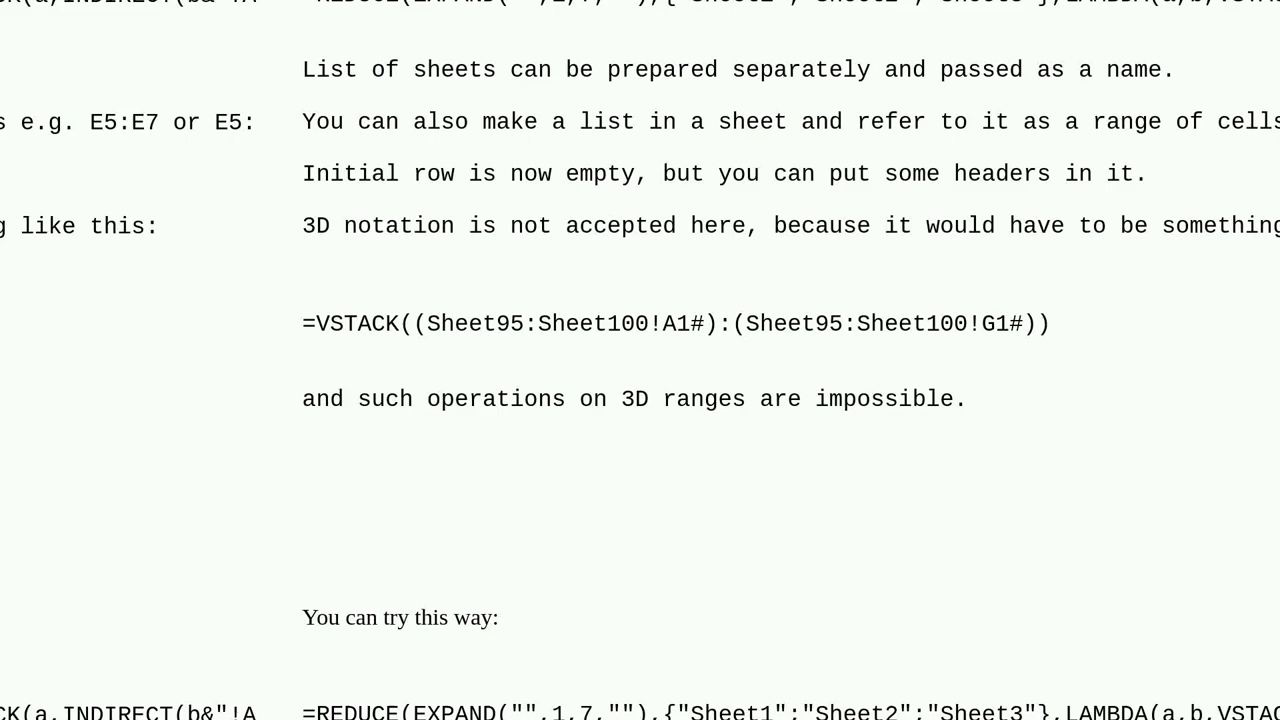 List of sheets can be prepared separately and passed as a name.
s e.g. E5:E7 or E5: You can also make a list in a sheet and refer to it as a range of cells
Initial row is now empty, but you can put some headers in it.
g like this: 3D notation is not accepted here, because it would have to be something
=VSTACK((Sheet95:Sheet100!A1#):(Sheet95:Sheet100!G1#))
and such operations on 3D ranges are impossible.
You can try this way:
CK(a,INDIRECT(b&"!A =REDUCE(EXPAND("",1,7,""),{"Sheet1";"Sheet2";"Sheet3"},LAMBDA(a,b,VSTAC